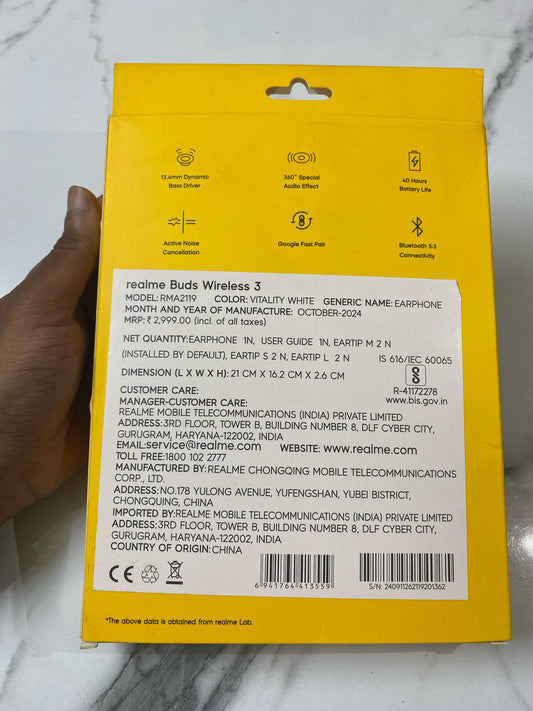 13.6mm Dynamic
Bass Driver
360° Special
Audio Effect
40 Hours
Battery Life
Active Noise
Cancellation
Google Fast Pair
Bluetooth 5.3
Connectivity
realme Buds Wireless 3
MODEL: RMA2119 COLOR: VITALITY WHITE GENERIC NAME: EARPHONE
MONTH AND YEAR OF MANUFACTURE: OCTOBER-2024
MRP: ₹ 2,999.00 (incl. of all taxes)
NET QUANTITY:EARPHONE 1N, USER GUIDE 1N, EARTIP M 2 N
(INSTALLED BY DEFAULT), EARTIP S 2 N, EARTIP L 2 N
IS 616/IEC 60065
DIMENSION (L X W X H): 21 CM X 16.2 CM X 2.6 CM
R-41172278
www.bis.gov.in
CUSTOMER CARE:
MANAGER-CUSTOMER CARE:
REALME MOBILE TELECOMMUNICATIONS (INDIA) PRIVATE LIMITED
ADDRESS:3RD FLOOR, TOWER B, BUILDING NUMBER 8, DLF CYBER CITY,
GURUGRAM, HARYANA-122002, INDIA
EMAIL:service@realme.com WEBSITE: www.realme.com
TOLL FREE:1800 102 2777
MANUFACTURED BY:REALME CHONGQING MOBILE TELECOMMUNICATIONS
CORP., LTD.
ADDRESS: NO.178 YULONG AVENUE, YUFENGSHAN, YUBEI BISTRICT,
CHONGQUING, CHINA
IMPORTED BY:REALME MOBILE TELECOMMUNICATIONS (INDIA) PRIVATE LIMITED
ADDRESS:3RD FLOOR, TOWER B, BUILDING NUMBER 8, DLF CYBER CITY,
GURUGRAM, HARYANA-122002, INDIA
COUNTRY OF ORIGIN:CHINA
CE
6 941764 413559
S/N: 240911262119201362
*The above data is obtained from realme Lab.